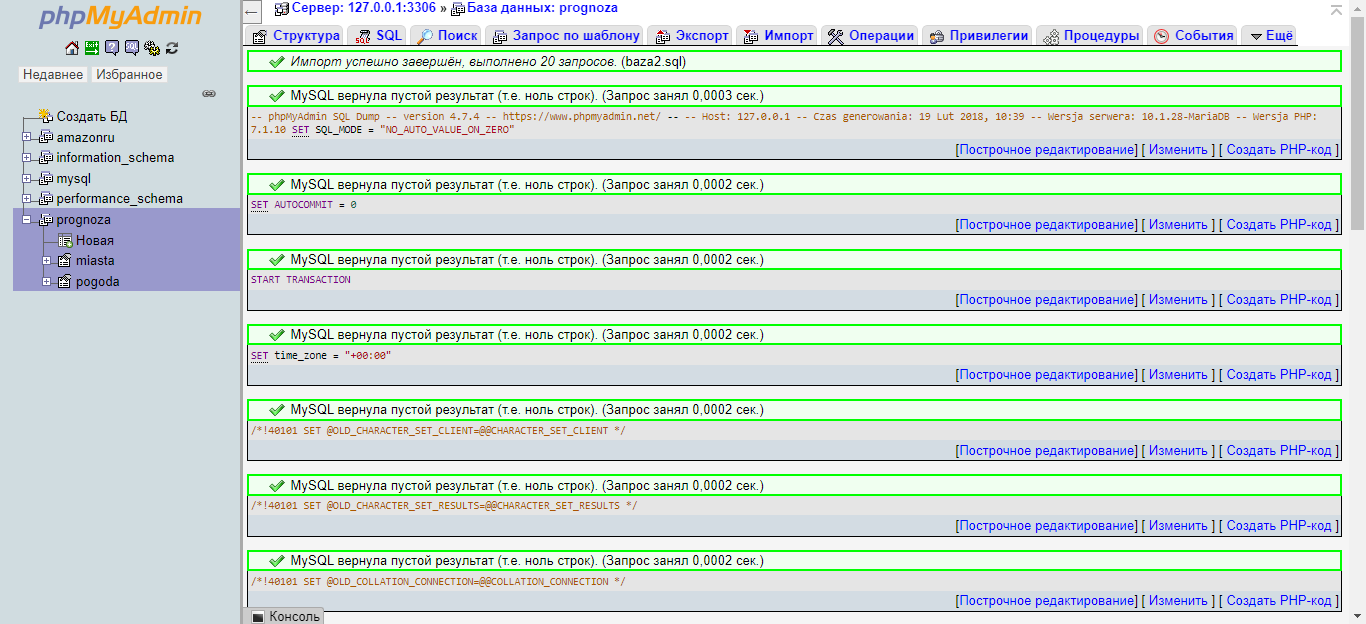 phpMyAdmin
Недавнее Избранное
Создать БД
amazonru
information_schema
mysql
performance_schema
prognoza
Новая
miasta
pogoda
Сервер: 127.0.0.1:3306 » База данных: prognoza
Структура SQL Поиск Запрос по шаблону Экспорт Импорт Операции Привилегии Процедуры События Ещё
Импорт успешно завершён, выполнено 20 запросов. (baza2.sql)
MySQL вернула пустой результат (т.е. ноль строк). (Запрос занял 0,0003 сек.)
-- phpMyAdmin SQL Dump -- version 4.7.4 -- https://www.phpmyadmin.net/ -- -- Host: 127.0.0.1 -- Czas generowania: 19 Lut 2018, 10:39 -- Wersja serwera: 10.1.28-MariaDB -- Wersja PHP:
7.1.10 SET SQL_MODE = "NO_AUTO_VALUE_ON_ZERO"
[Построчное редактирование] [ Изменить ] [ Создать PHP-код ]
MySQL вернула пустой результат (т.е. ноль строк). (Запрос занял 0,0002 сек.)
SET AUTOCOMMIT = 0
[Построчное редактирование] [ Изменить ] [ Создать PHP-код ]
MySQL вернула пустой результат (т.е. ноль строк). (Запрос занял 0,0002 сек.)
START TRANSACTION
[Построчное редактирование] [ Изменить ] [ Создать PHP-код ]
MySQL вернула пустой результат (т.е. ноль строк). (Запрос занял 0,0002 сек.)
SET time_zone = "+00:00"
[Построчное редактирование] [ Изменить ] [ Создать PHP-код ]
MySQL вернула пустой результат (т.е. ноль строк). (Запрос занял 0,0002 сек.)
/*!40101 SET @OLD_CHARACTER_SET_CLIENT=@@CHARACTER_SET_CLIENT */
[Построчное редактирование] [ Изменить ] [ Создать PHP-код ]
MySQL вернула пустой результат (т.е. ноль строк). (Запрос занял 0,0002 сек.)
/*!40101 SET @OLD_CHARACTER_SET_RESULTS=@@CHARACTER_SET_RESULTS */
[Построчное редактирование] [ Изменить ] [ Создать PHP-код ]
MySQL вернула пустой результат (т.е. ноль строк). (Запрос занял 0,0002 сек.)
/*!40101 SET @OLD_COLLATION_CONNECTION=@@COLLATION_CONNECTION */
[Построчное редактирование] [ Изменить ] [ Создать PHP-код ]
Консоль